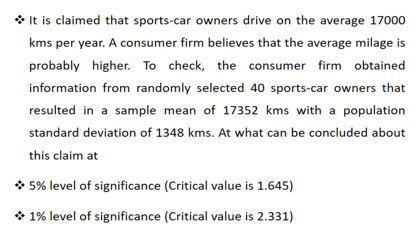 ❖ It is claimed that sports-car owners drive on the average 17000
kms per year. A consumer firm believes that the average milage is
probably higher. To check, the consumer firm obtained
information from randomly selected 40 sports-car owners that
resulted in a sample mean of 17352 kms with a population
standard deviation of 1348 kms. At what can be concluded about
this claim at
❖ 5% level of significance (Critical value is 1.645)
❖ 1% level of significance (Critical value is 2.331)